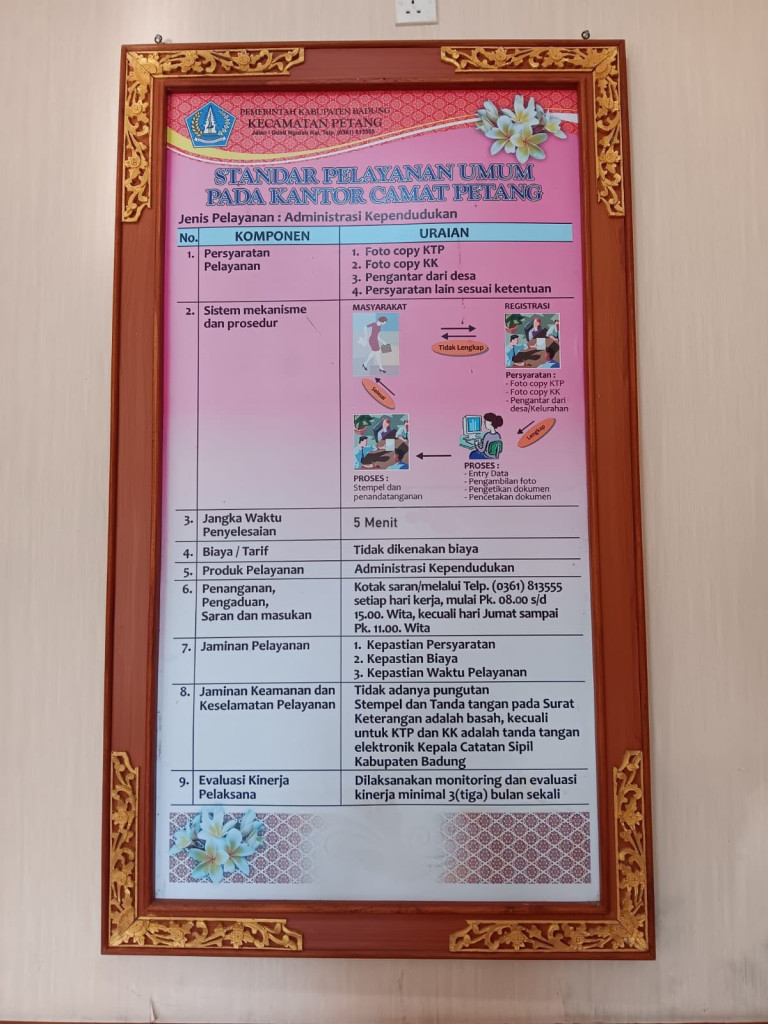 PEMERINTAH KABUPATEN BADUNG
KECAMATAN PETANG
STANDAR PELAYANAN UMUM
PADA KANTOR CAMAT PETANG
Jenis Pelayanan : Administrasi Kependudukan
No. KOMPONEN URAIAN
1. Persyaratan Pelayanan
1. Foto copy KTP
2. Foto copy KK
3. Pengantar dari desa
4. Persyaratan lain sesuai ketentuan
2. Sistem mekanisme
dan prosedur
MASYARAKAT
REGISTRASI
Tidak Lengkap
Persyaratan :
- Foto copy KTP
- Foto copy KK
- Pengantar dari
desa/Kelurahan
Selesai
Lengkap
PROSES :
Stempel dan
penandatanganan
PROSES :
- Entry Data
- Pengambilan foto
- Pengetikan dokumen
- Pencetakan dokumen
3. Jangka Waktu
Penyelesaian
5 Menit
4. Biaya / Tarif
Tidak dikenakan biaya
5. Produk Pelayanan
Administrasi Kependudukan
6. Penanganan,
Pengaduan,
Saran dan masukan
Kotak saran/melalui Telp. (0361) 813555
setiap hari kerja, mulai Pk. 08.00 s/d
15.00. Wita, kecuali hari Jumat sampai
Pk. 11.00. Wita
7. Jaminan Pelayanan
1. Kepastian Persyaratan
2. Kepastian Biaya
3. Kepastian Waktu Pelayanan
8. Jaminan Keamanan dan
Keselamatan Pelayanan
Tidak adanya pungutan
Stempel dan Tanda tangan pada Surat
Keterangan adalah basah, kecuali
untuk KTP dan KK adalah tanda tangan
elektronik Kepala Catatan Sipil
Kabupaten Badung
9. Evaluasi Kinerja
Pelaksana
Dilaksanakan monitoring dan evaluasi
kinerja minimal 3(tiga) bulan sekali